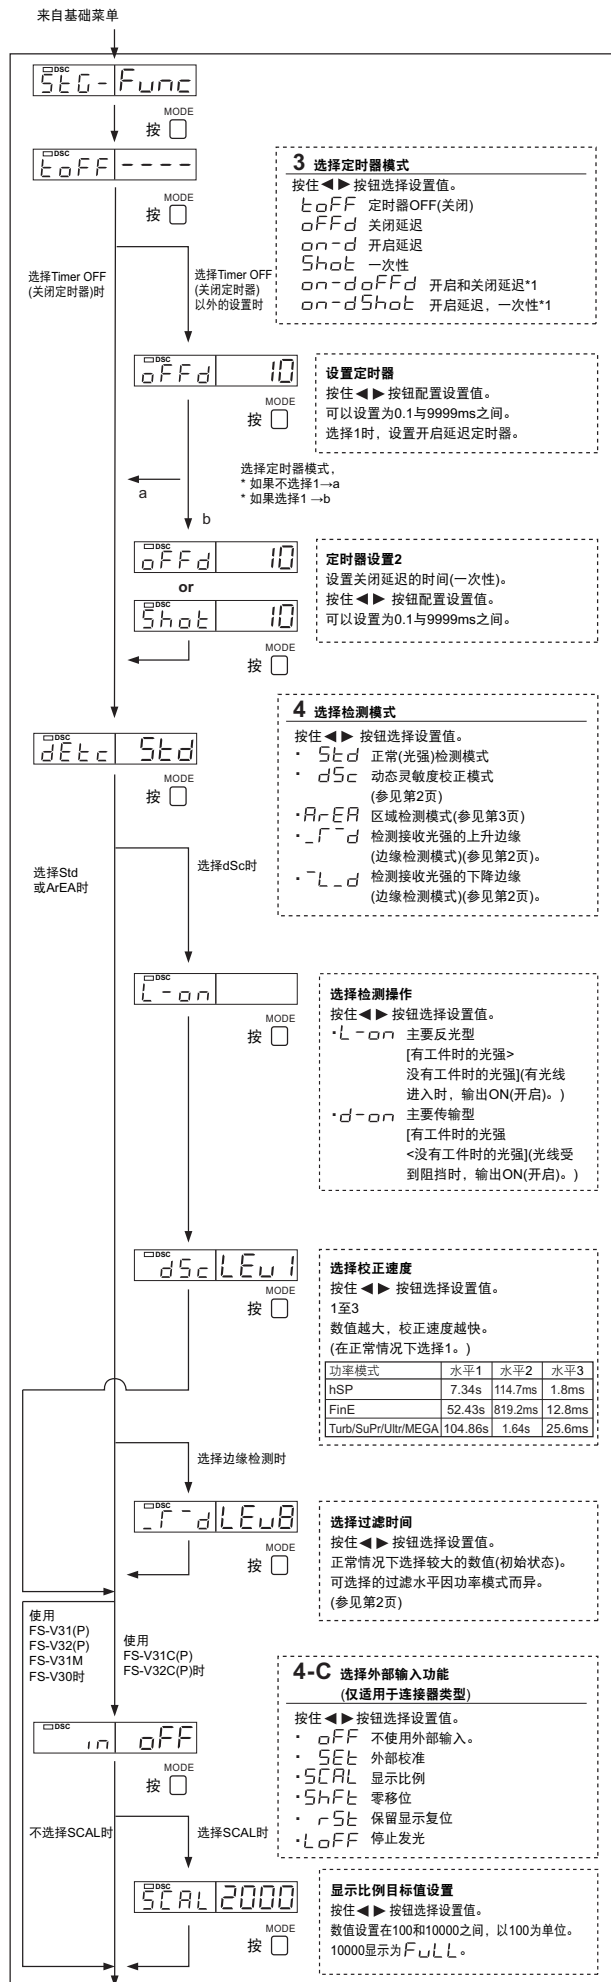 来自基础菜单
DSC
StG- Func
MODE
按
DSC
toFF ----
MODE
按
3 选择定时器模式
按住◀ ▶按钮选择设置值。
toFF 定时器OFF(关闭)
oFFd 关闭延迟
on-d 开启延迟
Shot 一次性
on-doFFd 开启和关闭延迟*1
on-dShot 开启延迟，一次性*1
选择Timer OFF
(关闭定时器)时
选择Timer OFF
(关闭定时器)
以外的设置时
DSC
oFFd 10
MODE
按
设置定时器
按住◀ ▶ 按钮配置设置值。
可以设置为0.1与9999ms之间。
选择1时，设置开启延迟定时器。
选择定时器模式，
* 如果不选择1→a
* 如果选择1 →b
a
b
DSC
oFFd 10
or
DSC
Shot 10
MODE
按
定时器设置2
设置关闭延迟的时间(一次性)。
按住◀ ▶ 按钮配置设置值。
可以设置为0.1与9999ms之间。
DSC
dEtc Std
MODE
按
4 选择检测模式
按住◀ ▶ 按钮选择设置值。
· Std 正常(光强)检测模式
· dSc 动态灵敏度校正模式
(参见第2页)
·ArEA 区域检测模式(参见第3页)
·_Γ¯d 检测接收光强的上升边缘
(边缘检测模式)(参见第2页)。
·¯L_d 检测接收光强的下降边缘
(边缘检测模式)(参见第2页)。
选择Std
或ArEA时
选择dSc时
DSC
L-on
MODE
按
选择检测操作
按住◀ ▶ 按钮选择设置值。
·L-on 主要反光型
[有工件时的光强>
没有工件时的光强](有光线
进入时，输出ON(开启)。)
·d-on 主要传输型
[有工件时的光强
<没有工件时的光强](光线受
到阻挡时，输出ON(开启)。)
DSC
dSc LEv1
MODE
按
选择校正速度
按住 ◀ ▶ 按钮选择设置值。
1至3
数值越大，校正速度越快。
(在正常情况下选择1。)
功率模式 水平1 水平2 水平3
hSP 7.34s 114.7ms 1.8ms
FinE 52.43s 819.2ms 12.8ms
Turb/SuPr/Ultr/MEGA 104.86s 1.64s 25.6ms
选择边缘检测时
DSC
_Γ¯d LEv8
MODE
按
选择过滤时间
按住◀ ▶ 按钮选择设置值。
正常情况下选择较大的数值(初始状态)。
可选择的过滤水平因功率模式而异。
(参见第2页)
使用
FS-V31(P)
FS-V32(P)
FS-V31M
FS-V30时
使用
FS-V31C(P)
FS-V32C(P)时
DSC
in oFF
MODE
按
4-C 选择外部输入功能
(仅适用于连接器类型)
按住◀ ▶按钮选择设置值。
· oFF 不使用外部输入。
· SEt 外部校准
·SCAL 显示比例
·ShFt 零移位
· rSt 保留显示复位
·LoFF 停止发光
不选择SCAL时
选择SCAL时
DSC
SCAL 2000
MODE
按
显示比例目标值设置
按住◀ ▶ 按钮选择设置值。
数值设置在100和10000之间，以100为单位。
10000显示为FuLL。